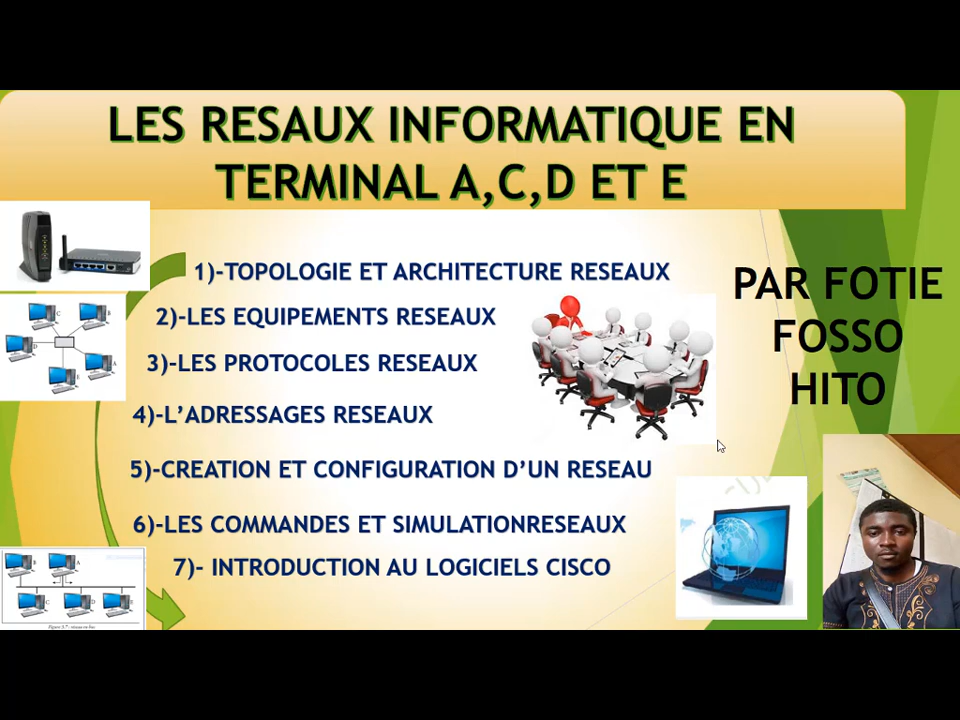 LES RESAUX INFORMATIQUE EN
TERMINAL A,C,D ET E
1)-TOPOLOGIE ET ARCHITECTURE RESEAUX
2)-LES EQUIPEMENTS RESEAUX
3)-LES PROTOCOLES RESEAUX
4)-L’ADRESSAGES RESEAUX
5)-CREATION ET CONFIGURATION D’UN RESEAU
6)-LES COMMANDES ET SIMULATIONRESEAUX
7)- INTRODUCTION AU LOGICIELS CISCO
PAR FOTIE
FOSSO
HITO
C
B
D
A
E
B
A
C
D
E